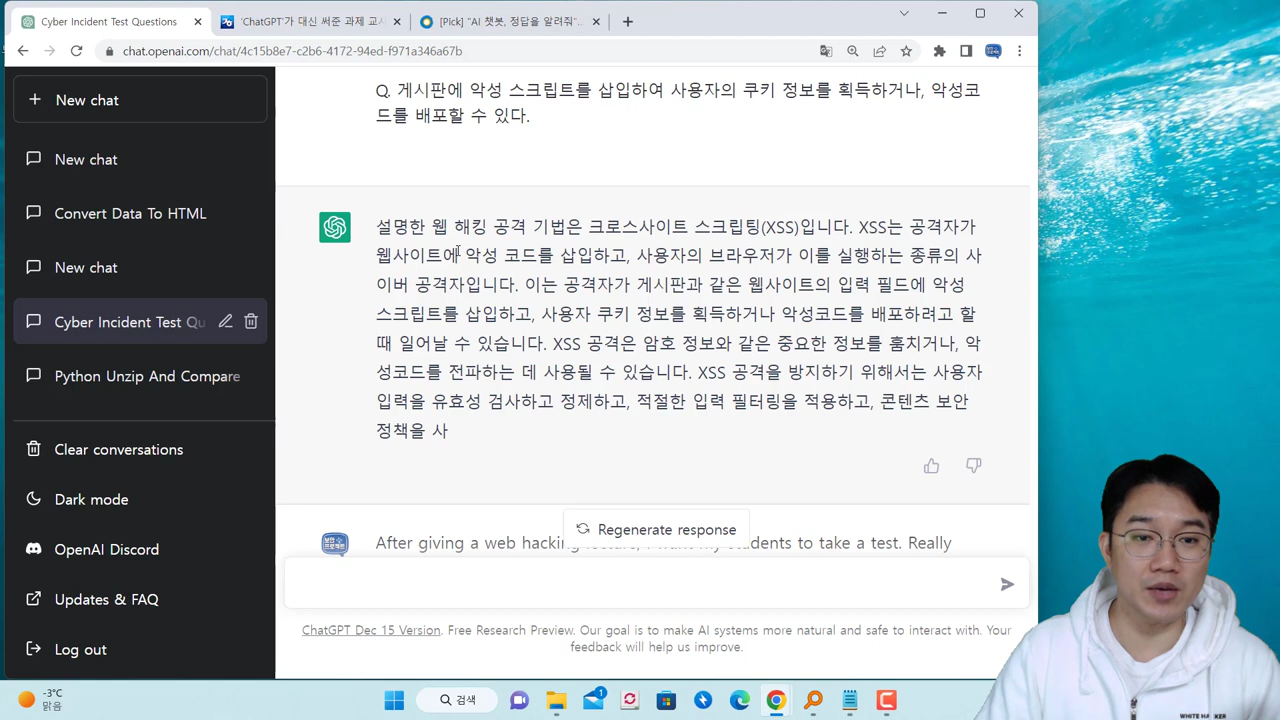 Cyber Incident Test Questions
"ChatGPT'가 대신 써준 과제 교사
[Pick] "AI 챗봇, 정답을 알려줘"...
chat.openai.com/chat/4c15b8e7-c2b6-4172-94ed-f971a346a67b
New chat
New chat
Convert Data To HTML
New chat
Cyber Incident Test Qu
Python Unzip And Compare
Clear conversations
Dark mode
OpenAI Discord
Updates & FAQ
Log out
Q. 게시판에 악성 스크립트를 삽입하여 사용자의 쿠키 정보를 획득하거나, 악성코
드를 배포할 수 있다.
설명한 웹 해킹 공격 기법은 크로스사이트 스크립팅(XSS)입니다. XSS는 공격자가
웹사이트에 악성 코드를 삽입하고, 사용자의 브라우저가 이를 실행하는 종류의 사
이버 공격자입니다. 이는 공격자가 게시판과 같은 웹사이트의 입력 필드에 악성
스크립트를 삽입하고, 사용자 쿠키 정보를 획득하거나 악성코드를 배포하려고 할
때 일어날 수 있습니다. XSS 공격은 암호 정보와 같은 중요한 정보를 훔치거나, 악
성코드를 전파하는 데 사용될 수 있습니다. XSS 공격을 방지하기 위해서는 사용자
입력을 유효성 검사하고 정제하고, 적절한 입력 필터링을 적용하고, 콘텐츠 보안
정책을 사
Regenerate response
보안
프로젝트
After giving a web hacking lecture, I want my students to take a test. Really
ChatGPT Dec 15 Version. Free Research Preview. Our goal is to make AI systems more natural and safe to interact with. Your
feedback will help us improve.
-3°C
맑음
검색
1
WHITE HACKER